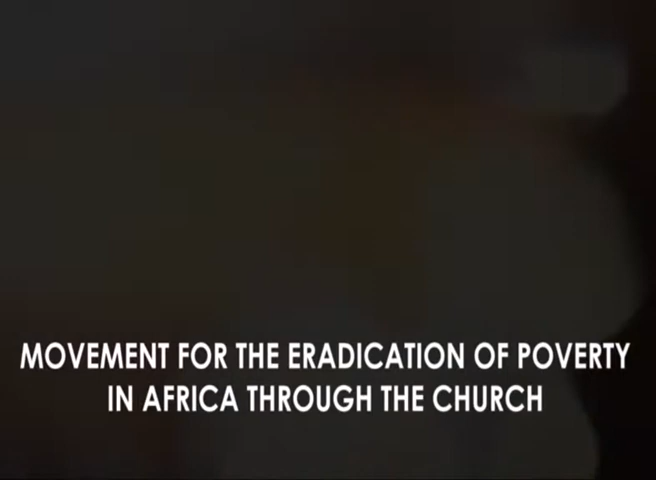 MOVEMENT FOR THE ERADICATION OF POVERTY
IN AFRICA THROUGH THE CHURCH